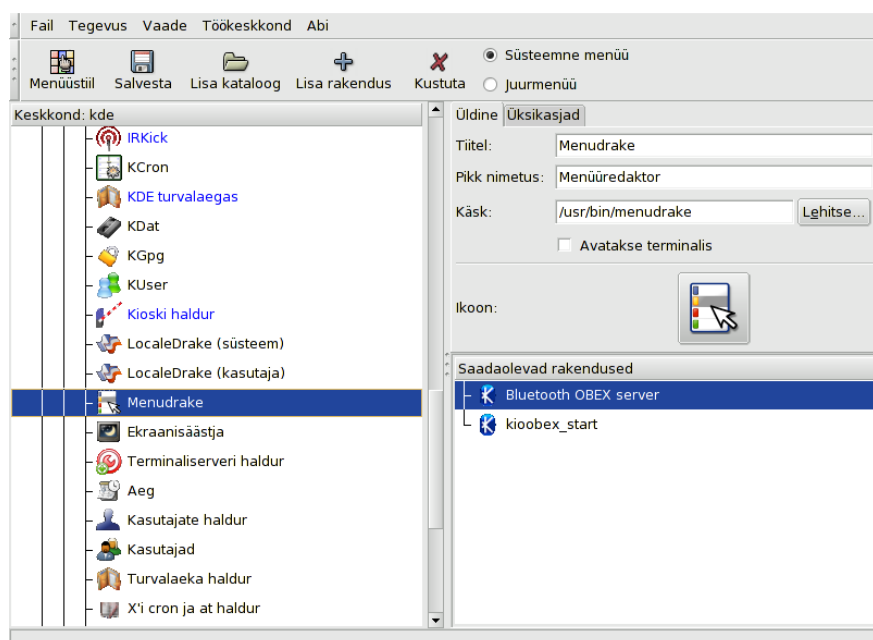 Fail Tegevus Vaade Töökeskkond Abi
Menüüstiil Salvesta Lisa kataloog Lisa rakendus Kustuta
Süsteemne menüü
Juurmenüü
Keskkond: kde
IRKick
KCron
KDE turvalaegas
KDat
KGpg
KUser
Kioski haldur
LocaleDrake (süsteem)
LocaleDrake (kasutaja)
Menudrake
Ekraanisäästja
Terminaliserveri haldur
Aeg
Kasutajate haldur
Kasutajad
Turvalaeka haldur
X'i cron ja at haldur
Üldine Üksikasjad
Tiitel: Menudrake
Pikk nimetus: Menüüredaktor
Käsk: /usr/bin/menudrake Lehitse...
Avatakse terminalis
Ikoon:
Saadaolevad rakendused
Bluetooth OBEX server
kioobex_start